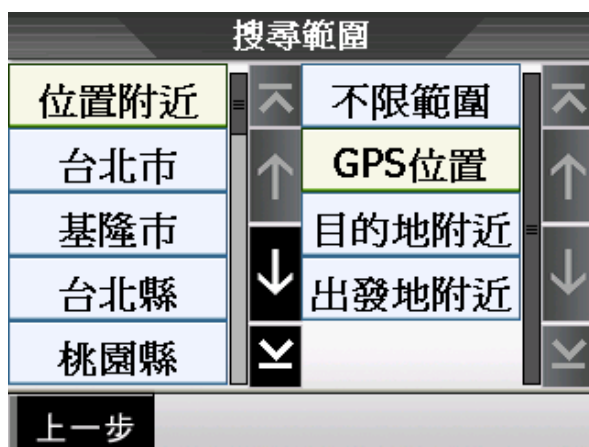 搜尋範圍
位置附近
台北市
基隆市
台北縣
桃園縣
不限範圍
GPS位置
目的地附近
出發地附近
上一步